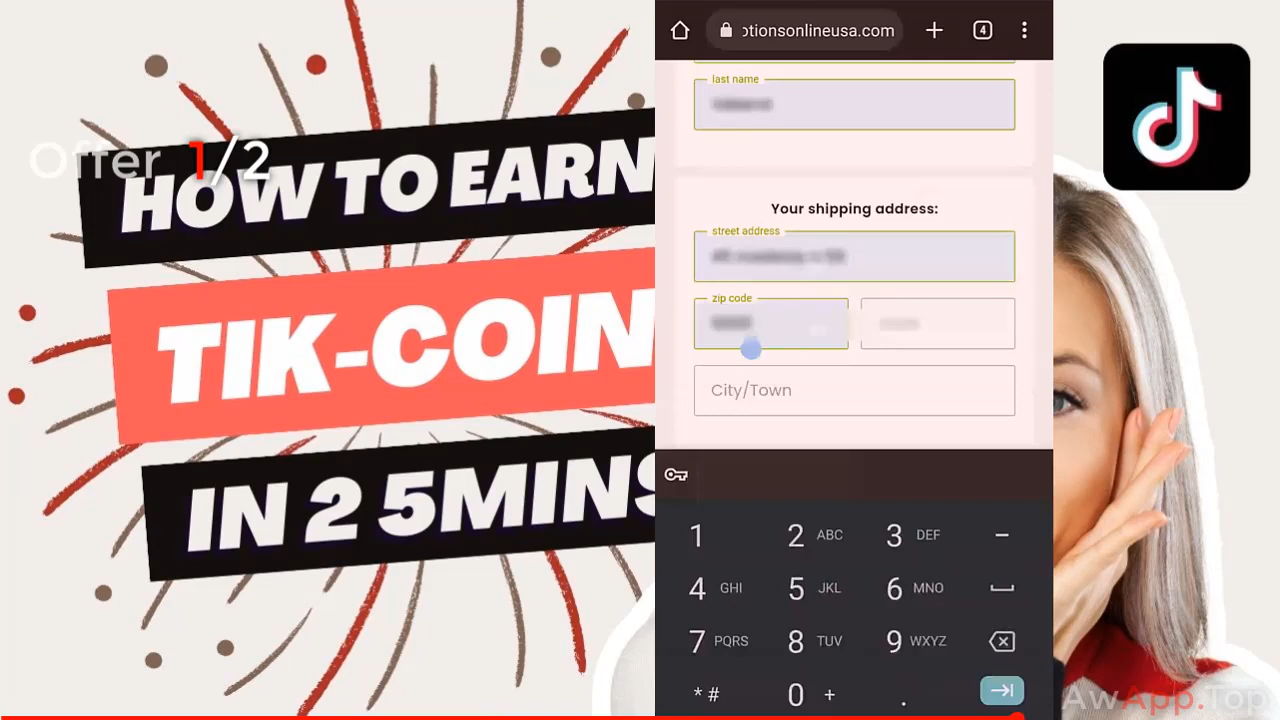 Offer 1/2
HOW TO EARN
TIK-COIN
IN 2 5MINS
otionsonlineusa.com
4
last name
Your shipping address:
street address
zip code
City/Town
1 2 ABC 3 DEF -
4 GHI 5 JKL 6 MNO
7 PQRS 8 TUV 9 WXYZ
* # 0 + .
AwApp.Top